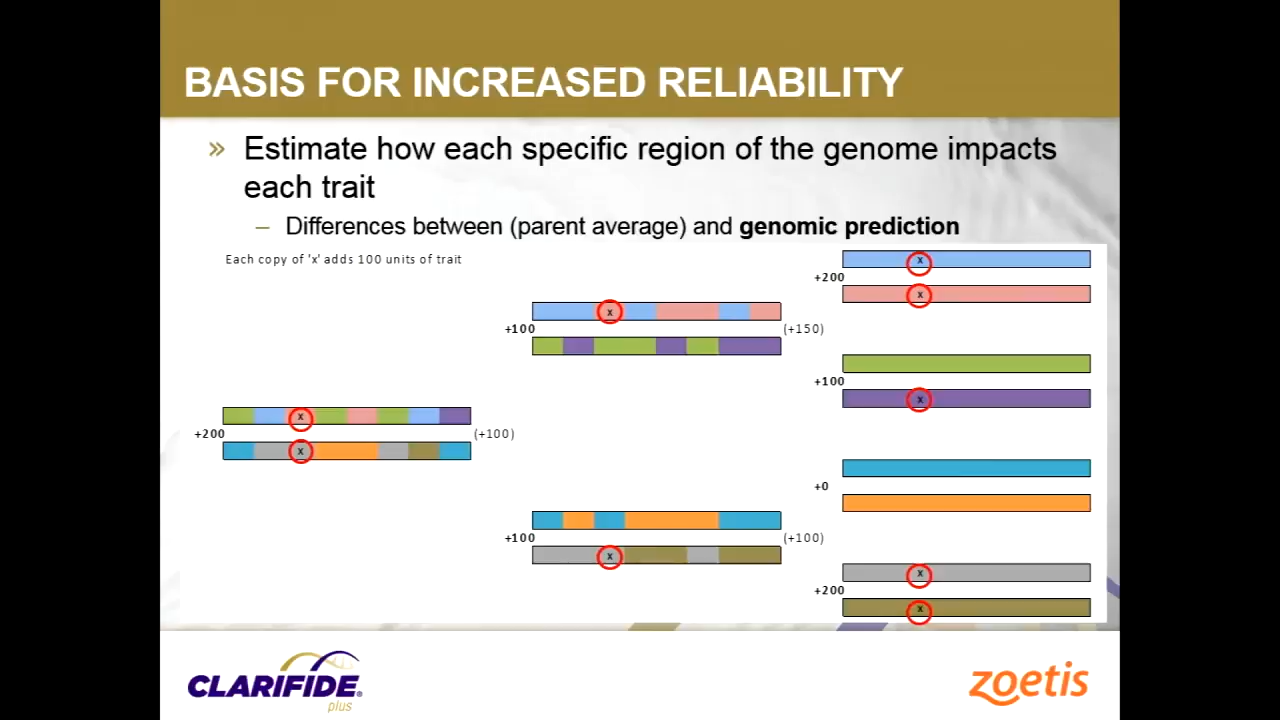 BASIS FOR INCREASED RELIABILITY
» Estimate how each specific region of the genome impacts
each trait
– Differences between (parent average) and genomic prediction
Each copy of 'x' adds 100 units of trait
x
+200
x
x
+100
(+150)
+100
x
x
+200
(+100)
x
+0
+100
(+100)
x
x
+200
x
CLARIFIDE®
plus
zoetis